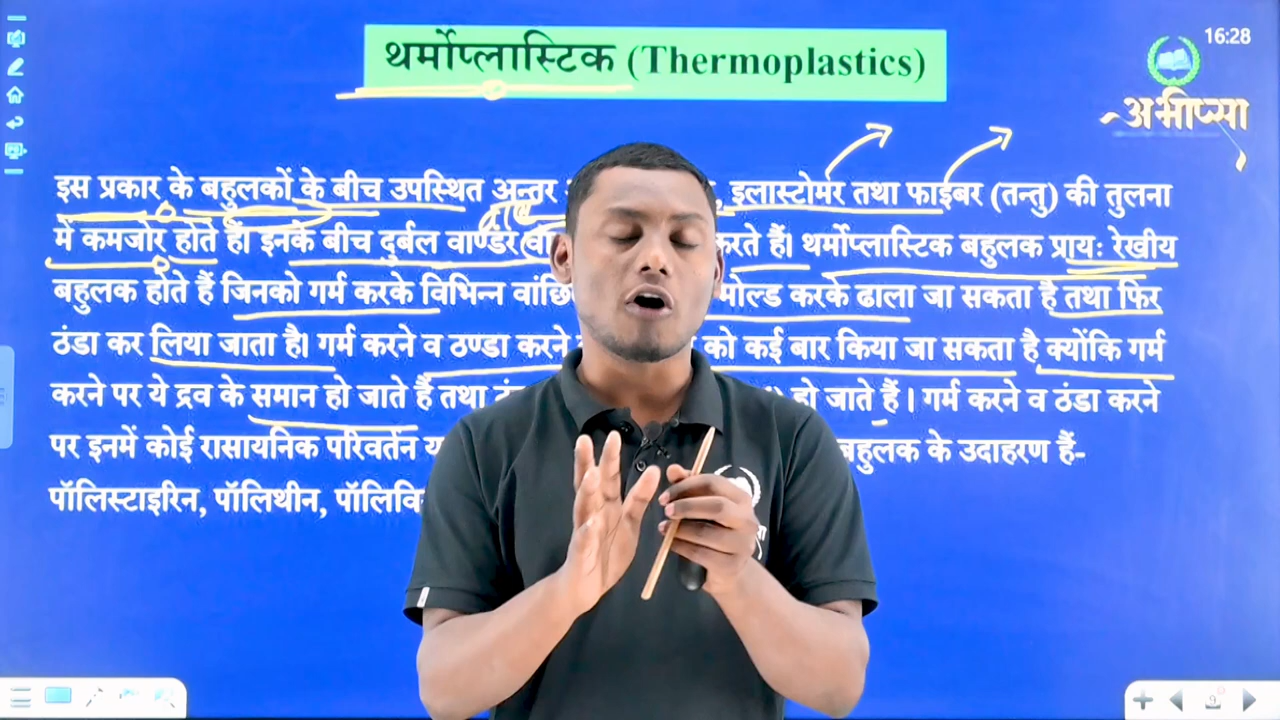 थर्मोप्लास्टिक (Thermoplastics)
16:28
अभीप्सा
इस प्रकार के बहुलकों के बीच उपस्थित अन्तर इलास्टोमर तथा फाईबर (तन्तु) की तुलना
में कमजोर होते हैं। इनके बीच दुर्बल वाण्डर करते हैं। थर्मोप्लास्टिक बहुलक प्रायः रेखीय
बहुलक होते हैं जिनको गर्म करके विभिन्न मोल्ड करके ढाला जा सकता है तथा फिर
ठंडा कर लिया जाता है। गर्म करने व ठण्डा करने को कई बार किया जा सकता है क्योंकि गर्म
करने पर ये द्रव के समान हो जाते हैं तथा हो जाते हैं। गर्म करने व ठंडा करने
पर इनमें कोई रासायनिक परिवर्तन बहुलक के उदाहरण हैं-
पॉलिस्टाइरिन, पॉलिथीन,
9